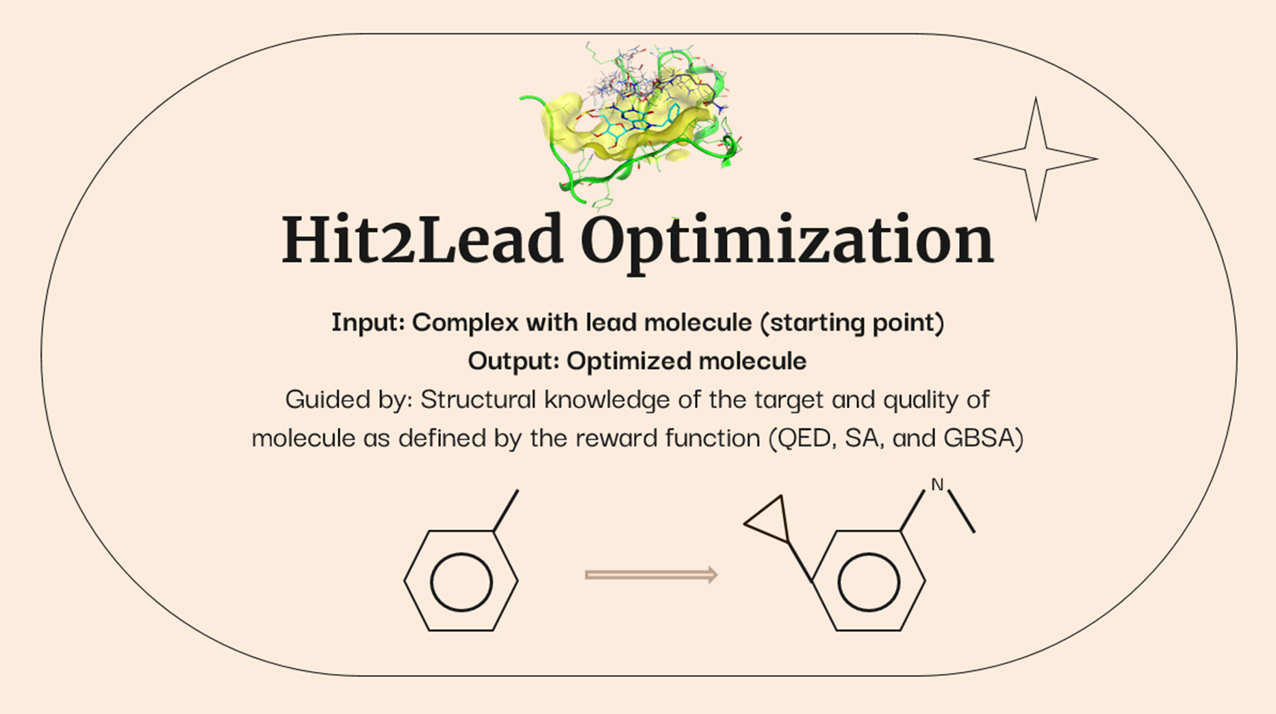 Hit2Lead Optimization
Input: Complex with lead molecule (starting point)
Output: Optimized molecule
Guided by: Structural knowledge of the target and quality of
molecule as defined by the reward function (QED, SA, and GBSA)
N